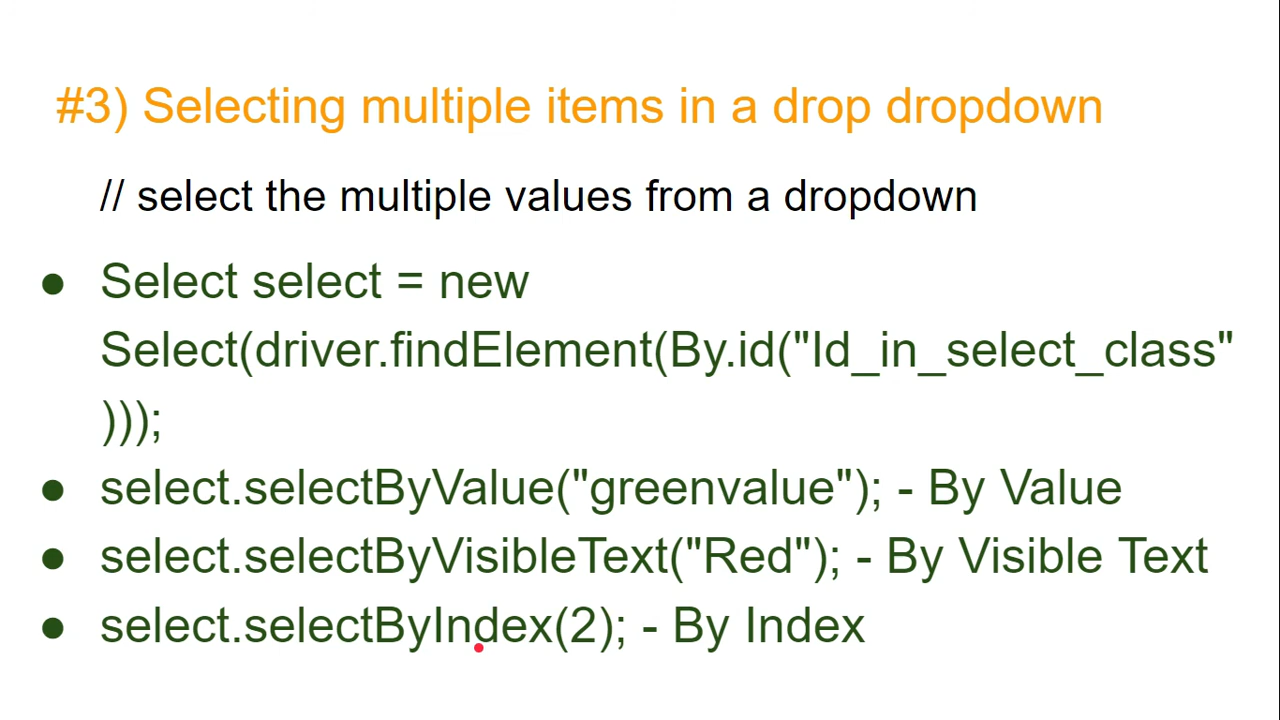 #3) Selecting multiple items in a drop dropdown
// select the multiple values from a dropdown
● Select select = new
Select(driver.findElement(By.id("Id_in_select_class"
)));
● select.selectByValue("greenvalue"); - By Value
● select.selectByVisibleText("Red"); - By Visible Text
● select.selectByIndex(2); - By Index